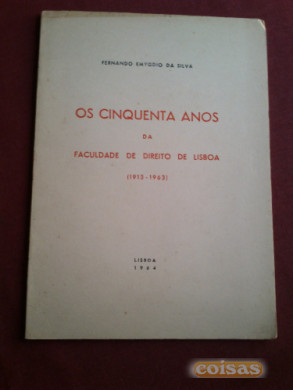 FERNANDO EMYGDIO DA SILVA
OS CINQUENTA ANOS
DA
FACULDADE DE DIREITO DE LISBOA
(1913-1963)
LISBOA
1964
coisas